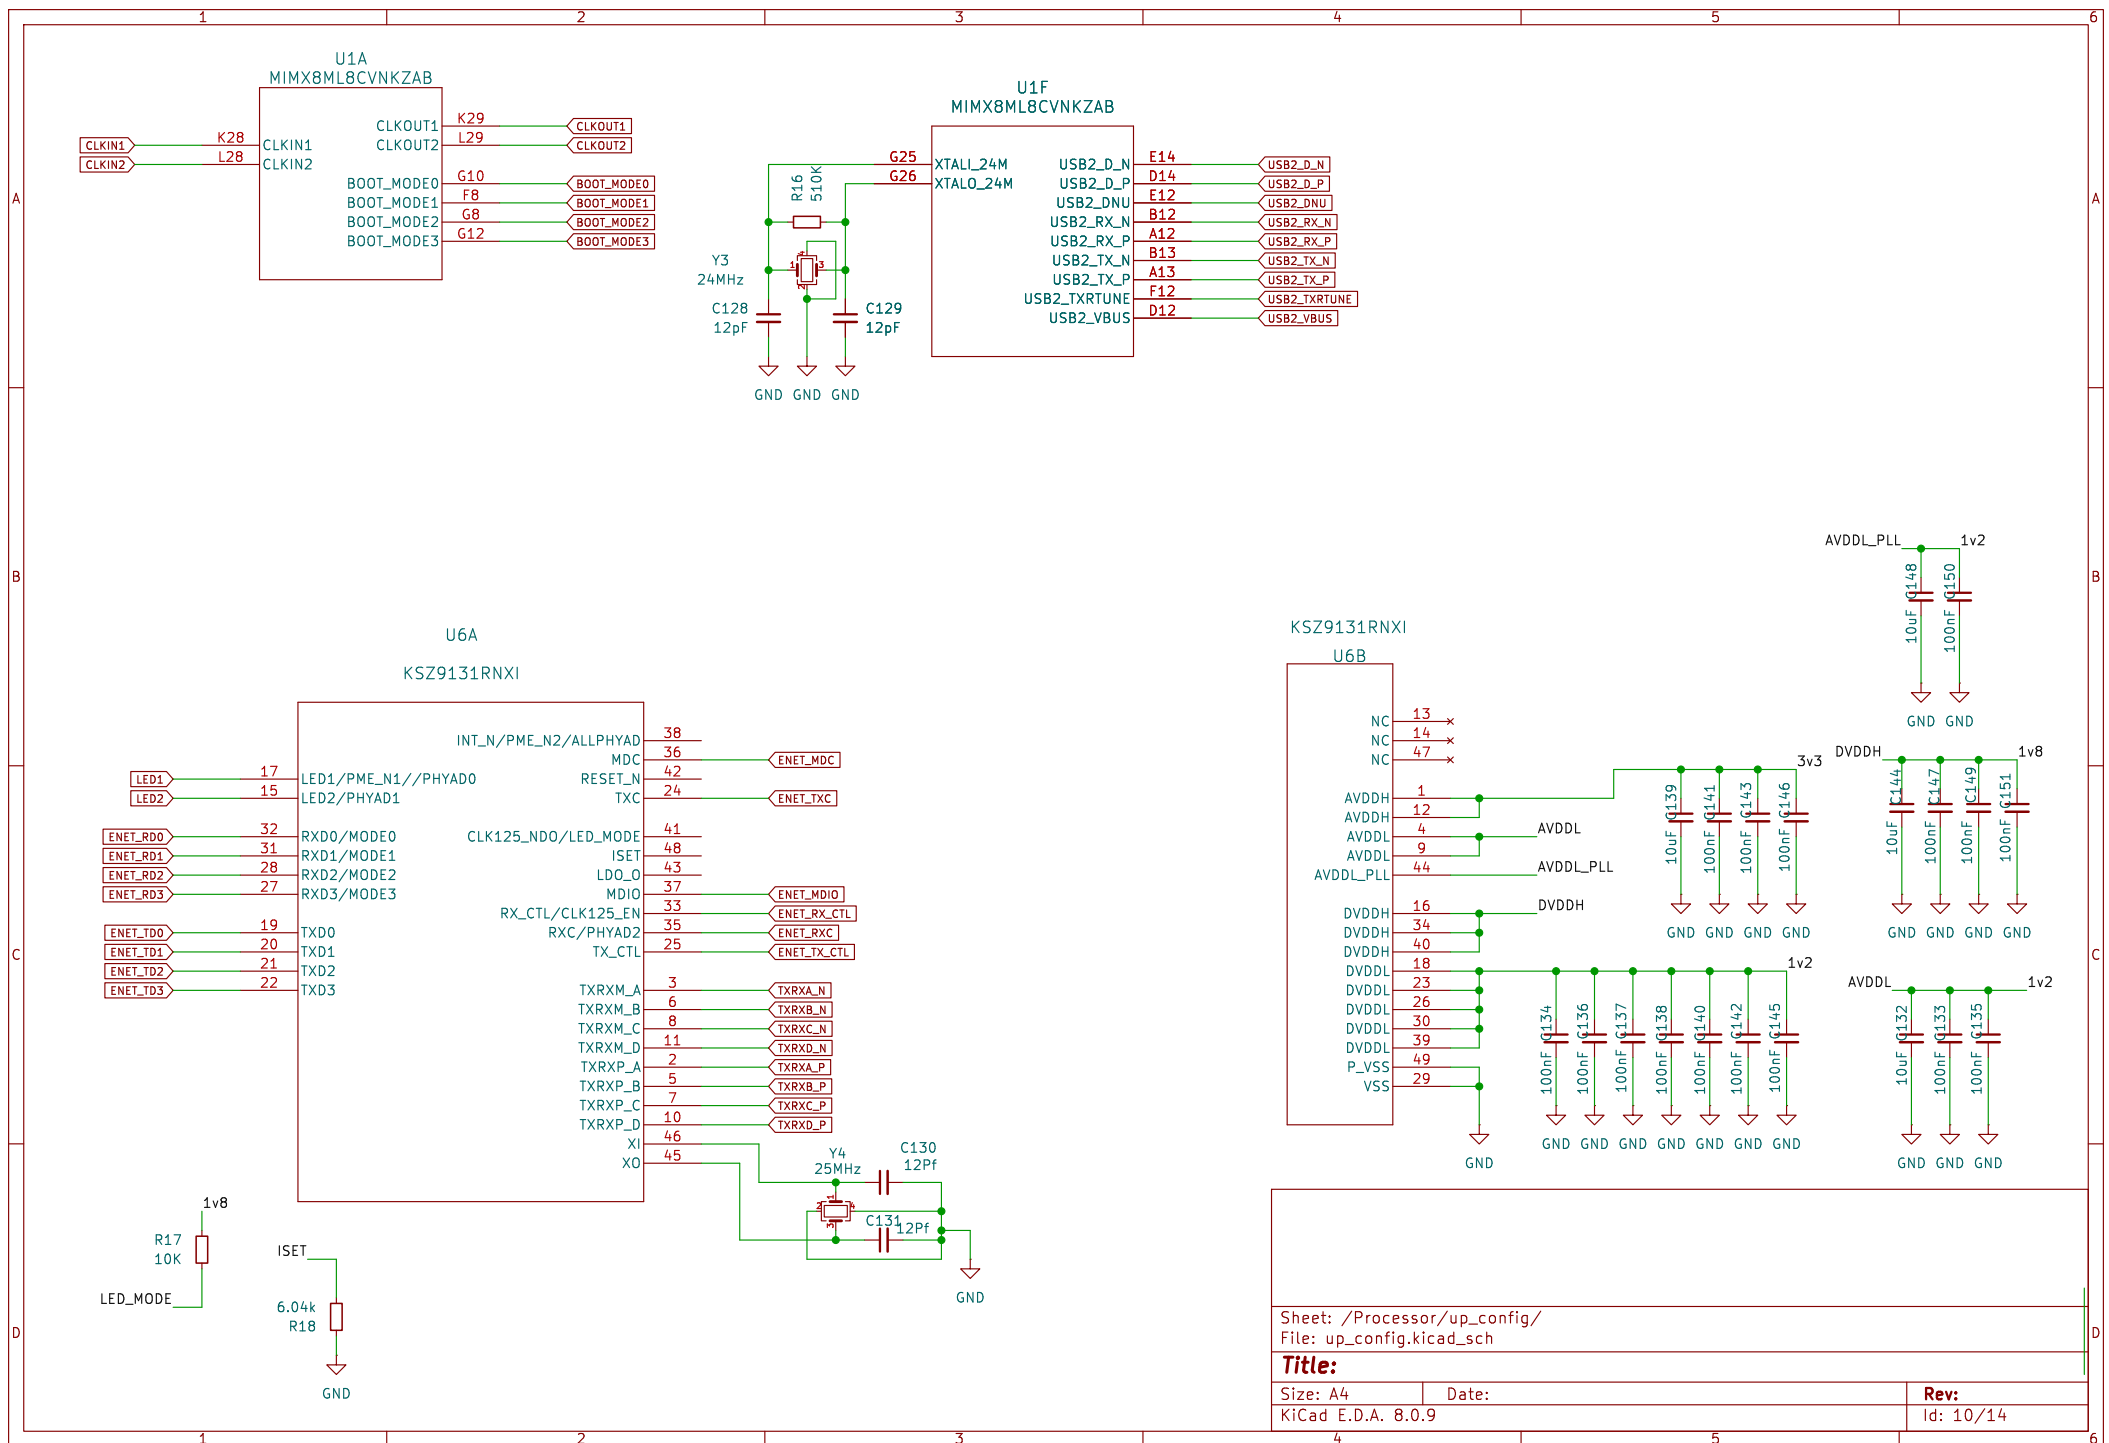 1 2 3 4 5 6
A
B
C
D
U1A
MIMX8ML8CVNKZAB
CLKIN1 K28 CLKIN1
CLKIN2 L28 CLKIN2
CLKOUT1 K29 CLKOUT1
CLKOUT2 L29 CLKOUT2
BOOT_MODE0 G10 BOOT_MODE0
BOOT_MODE1 F8 BOOT_MODE1
BOOT_MODE2 G8 BOOT_MODE2
BOOT_MODE3 G12 BOOT_MODE3
U1F
MIMX8ML8CVNKZAB
G25 XTALI_24M
G26 XTALO_24M
USB2_D_N E14 USB2_D_N
USB2_D_P D14 USB2_D_P
USB2_DNU E12 USB2_DNU
USB2_RX_N B12 USB2_RX_N
USB2_RX_P A12 USB2_RX_P
USB2_TX_N B13 USB2_TX_N
USB2_TX_P A13 USB2_TX_P
USB2_TXRTUNE F12 USB2_TXRTUNE
USB2_VBUS D12 USB2_VBUS
R16
510K
Y3
24MHz
1 2 3 4
C128
12pF
C129
12pF
GND GND GND
U6A
KSZ9131RNXI
LED1 17 LED1/PME_N1//PHYAD0
LED2 15 LED2/PHYAD1
ENET_RD0 32 RXD0/MODE0
ENET_RD1 31 RXD1/MODE1
ENET_RD2 28 RXD2/MODE2
ENET_RD3 27 RXD3/MODE3
ENET_TD0 19 TXD0
ENET_TD1 20 TXD1
ENET_TD2 21 TXD2
ENET_TD3 22 TXD3
INT_N/PME_N2/ALLPHYAD 38
MDC 36 ENET_MDC
RESET_N 42
TXC 24 ENET_TXC
CLK125_NDO/LED_MODE 41
ISET 48
LDO_O 43
MDIO 37 ENET_MDIO
RX_CTL/CLK125_EN 33 ENET_RX_CTL
RXC/PHYAD2 35 ENET_RXC
TX_CTL 25 ENET_TX_CTL
TXRXM_A 3 TXRXA_N
TXRXM_B 6 TXRXB_N
TXRXM_C 8 TXRXC_N
TXRXM_D 11 TXRXD_N
TXRXP_A 2 TXRXA_P
TXRXP_B 5 TXRXB_P
TXRXP_C 7 TXRXC_P
TXRXP_D 10 TXRXD_P
XI 46
XO 45
Y4
25MHz
1 2 3 4
C130
12Pf
C131
12Pf
GND
1v8
R17
10K
LED_MODE
ISET
6.04k
R18
GND
KSZ9131RNXI
U6B
NC 13
NC 14
NC 47
AVDDH 1
AVDDH 12
AVDDL 4 AVDDL
AVDDL 9
AVDDL_PLL 44 AVDDL_PLL
DVDDH 16 DVDDH
DVDDH 34
DVDDH 40
DVDDL 18
DVDDL 23
DVDDL 26
DVDDL 30
DVDDL 39
P_VSS 49
VSS 29
GND
3v3
C139 10uF
C141 100nF
C143 100nF
C146 100nF
GND GND GND GND
1v2
C134 100nF
C136 100nF
C137 100nF
C138 100nF
C140 100nF
C142 100nF
C145 100nF
GND GND GND GND GND GND GND
AVDDL_PLL 1v2
C148 10uF
C150 100nF
GND GND
DVDDH 1v8
C144 10uF
C147 100nF
C149 100nF
C151 100nF
GND GND GND GND
AVDDL 1v2
C132 10uF
C133 100nF
C135 100nF
GND GND GND
Sheet: /Processor/up_config/
File: up_config.kicad_sch
Title:
Size: A4 Date: Rev:
KiCad E.D.A. 8.0.9 Id: 10/14
A
B
C
D
1 2 3 4 5 6